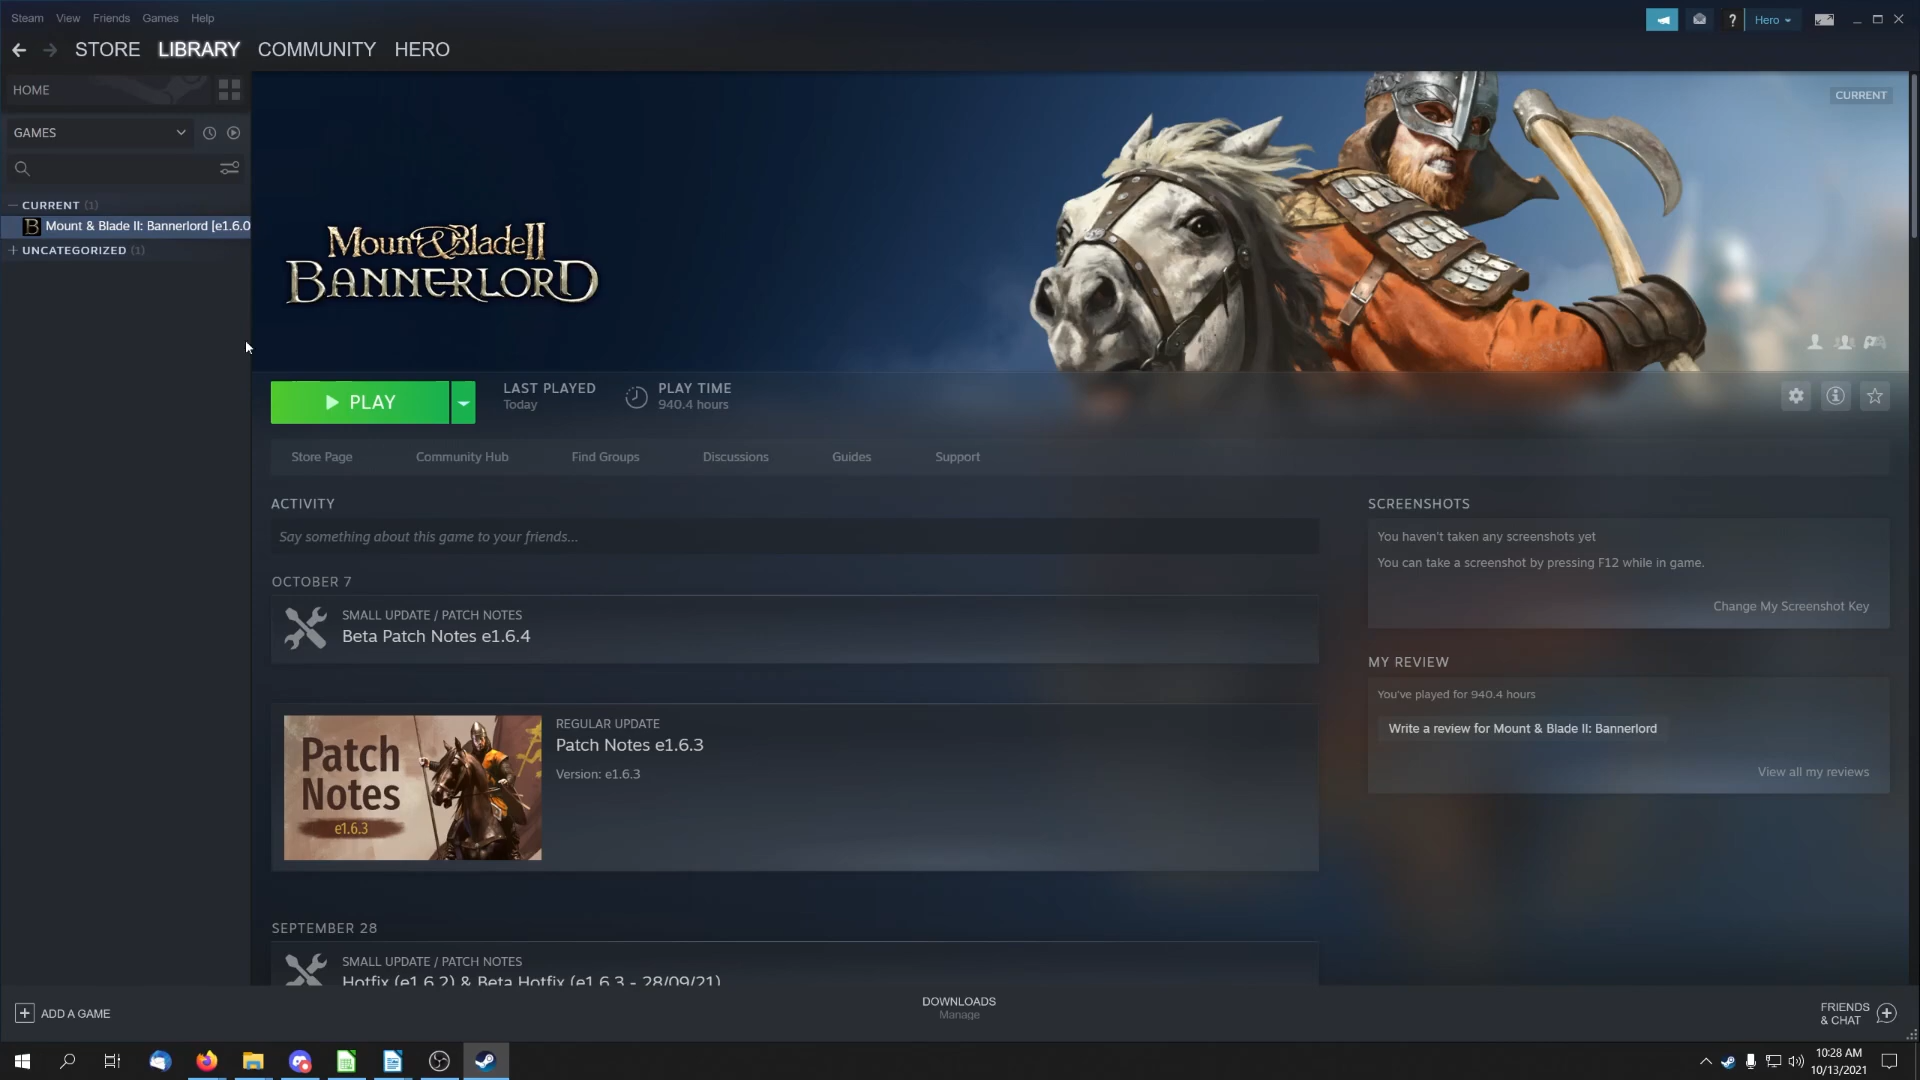 Steam View Friends Games Help
Hero
STORE LIBRARY COMMUNITY HERO
HOME
CURRENT
GAMES
CURRENT (1)
B Mount & Blade II: Bannerlord [e1.6.0
UNCATEGORIZED (1)
Mount & Blade II
BANNERLORD
PLAY
LAST PLAYED
Today
PLAY TIME
940.4 hours
Store Page Community Hub Find Groups Discussions Guides Support
ACTIVITY
Say something about this game to your friends...
OCTOBER 7
SMALL UPDATE / PATCH NOTES
Beta Patch Notes e1.6.4
Patch
Notes
e1.6.3
REGULAR UPDATE
Patch Notes e1.6.3
Version: e1.6.3
SEPTEMBER 28
SMALL UPDATE / PATCH NOTES
Hotfix (e1.6.2) & Beta Hotfix (e1.6.3 - 28/09/21)
SCREENSHOTS
You haven't taken any screenshots yet
You can take a screenshot by pressing F12 while in game.
Change My Screenshot Key
MY REVIEW
You've played for 940.4 hours
Write a review for Mount & Blade II: Bannerlord
View all my reviews
ADD A GAME
DOWNLOADS
Manage
FRIENDS
& CHAT
10:28 AM
10/13/2021